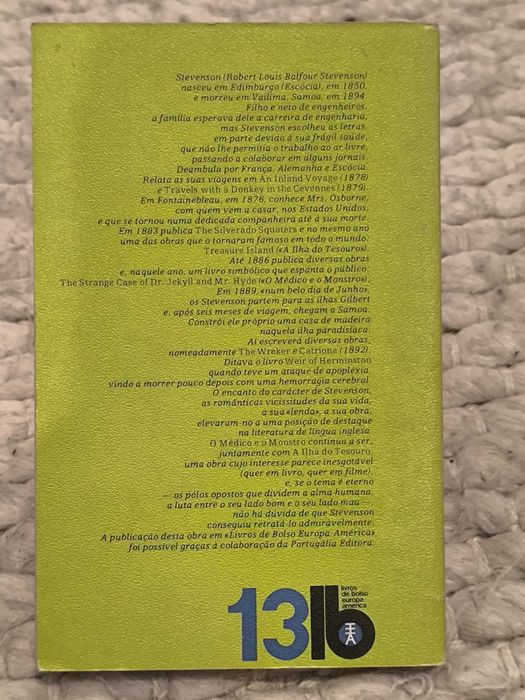 Stevenson (Robert Louis Balfour Stevenson)
nasceu em Edimburgo (Escócia), em 1850,
e morreu em Vailima, Samoa, em 1894.
Filho e neto de engenheiros,
a família esperava dele a carreira de engenharia,
mas Stevenson escolheu as letras,
em parte devido à sua frágil saúde,
que não lhe permitia o trabalho ao ar livre,
passando a colaborar em alguns jornais.
Deambula por França, Alemanha e Escócia.
Relata as suas viagens em An Inland Voyage (1878)
e Travels with a Donkey in the Cevennes (1879).
Em Fontainebleau, em 1876, conhece Mrs. Osborne,
com quem vem a casar, nos Estados Unidos,
e que se tornou numa dedicada companheira até à sua morte.
Em 1883 publica The Silverado Squaters e no mesmo ano
uma das obras que o tornaram famoso em todo o mundo:
Treasure Island («A Ilha do Tesouro»).
Até 1886 publica diversas obras
e, naquele ano, um livro simbólico que espanta o público:
The Strange Case of Dr. Jekyll and Mr. Hyde («O Médico e o Monstro»).
Em 1889, «num belo dia de Junho»,
os Stevenson partem para as ilhas Gilbert
e, após seis meses de viagem, chegam a Samoa.
Constrói ele próprio uma casa de madeira
naquela ilha paradisíaca.
Aí escreverá diversas obras,
nomeadamente The Wreker e Catriona (1892).
Ditava o livro Weir of Herminston
quando teve um ataque de apoplexia,
vindo a morrer pouco depois com uma hemorragia cerebral.
O encanto do carácter de Stevenson,
as românticas vicissitudes da sua vida,
a sua «lenda», a sua obra,
elevaram-no a uma posição de destaque
na literatura de língua inglesa.
O Médico e o Monstro continua a ser,
juntamente com A Ilha do Tesouro,
uma obra cujo interesse parece inesgotável
(quer em livro, quer em filme),
e, se o tema é eterno
— os pólos opostos que dividem a alma humana,
a luta entre o seu lado bom e o seu lado mau —,
não há dúvida de que Stevenson
conseguiu retratá-lo admiravelmente.
A publicação desta obra em «Livros de Bolso Europa-América»
foi possível graças à colaboração da Portugália Editora.
13lb
livros
de bolso
europa
américa
EA